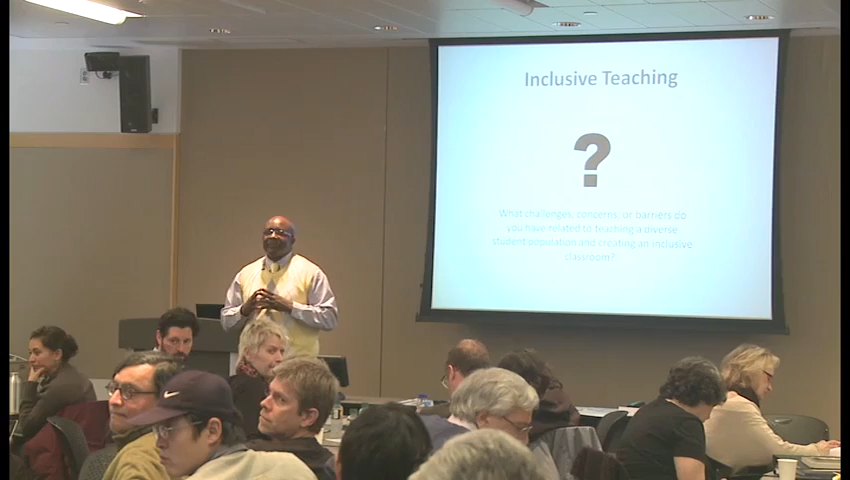 Inclusive Teaching
?
What challenges, concerns, or barriers do
you have related to teaching a diverse
student population and creating an inclusive
classroom?